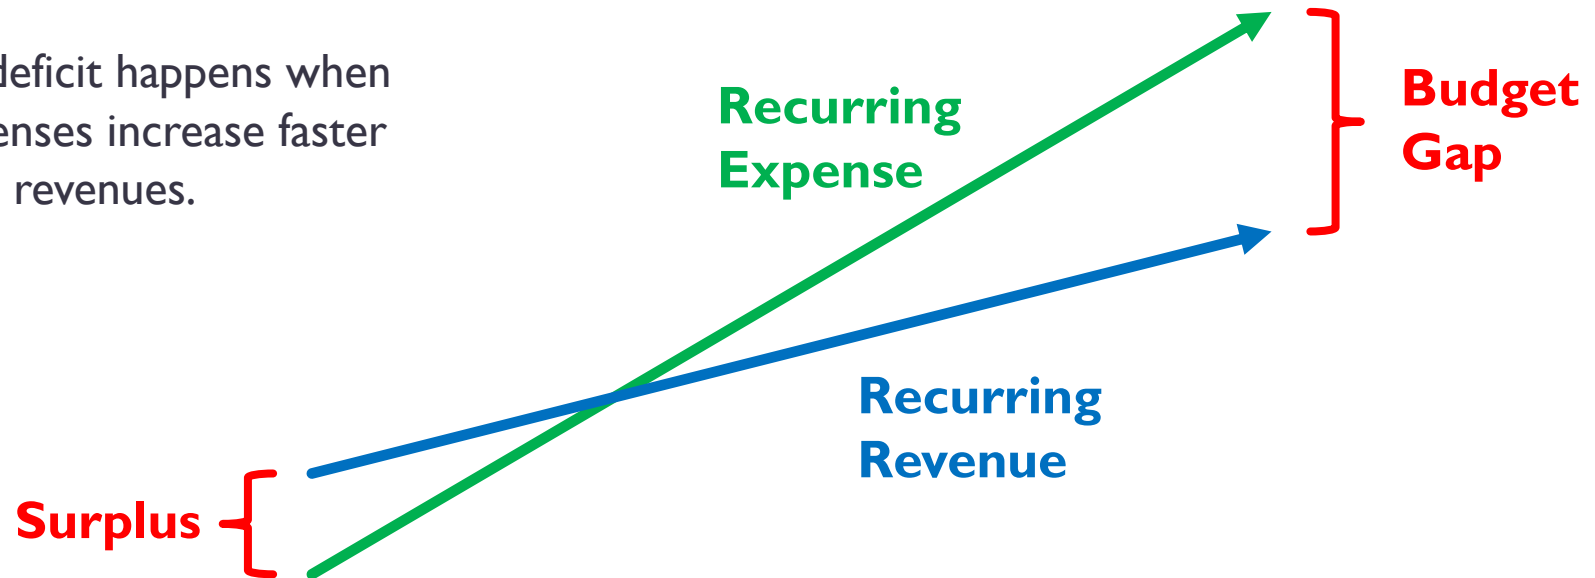 deficit happens when
enses increase faster
revenues.
Recurring
Expense
Budget
Gap
Recurring
Revenue
Surplus